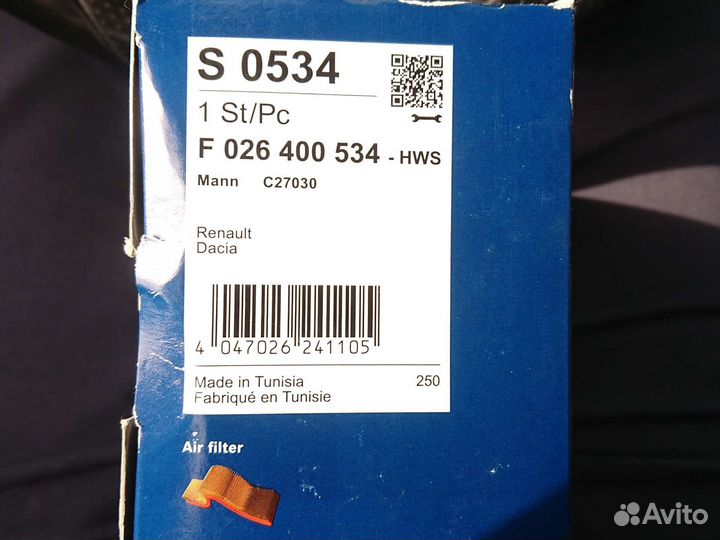 S 0534
1 St/Pc
F 026 400 534 - HWS
Mann C27030
Renault
Dacia
4 047026 241105
Made in Tunisia 250
Fabriqué en Tunisie
Air filter
Avito